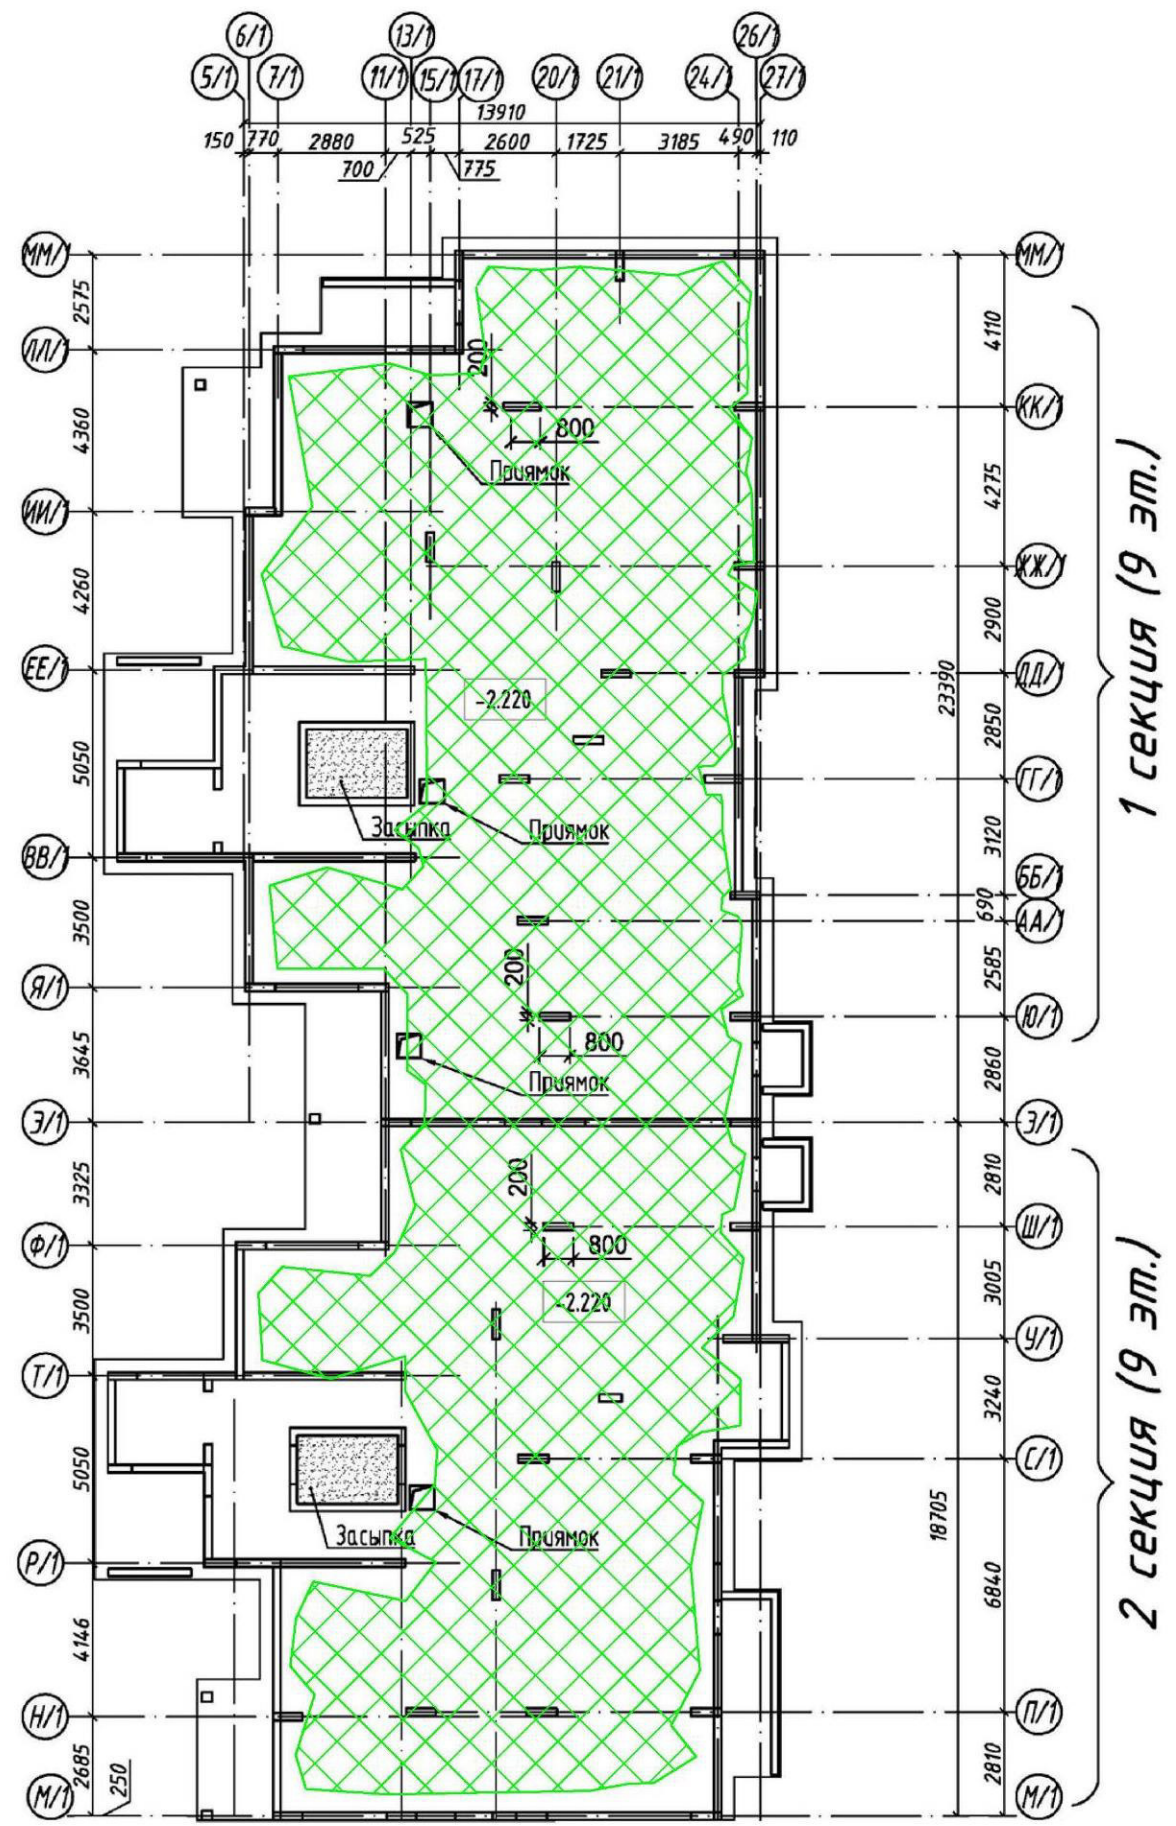 6/1 13/1 26/1
5/1 7/1 11/1 15/1 17/1 20/1 21/1 24/1 27/1
13910
150 770 2880 525 2600 1725 3185 490 110
700 775
ММ/1 ММ/1
2575
4110
ЛЛ/1
200
4360
КК/1
800
Приямок
4275
ИИ/1
1 секция (9 эт.)
4260
ЖЖ/1
2900
ЕЕ/1 ДД/1
23390
-2.220
5050
2850
ГГ/1
Засыпка Приямок
3120
ВВ/1
ББ/1
690
3500
АА/1
200
2585
Я/1
Ю/1
3645
800
2860
Приямок
Э/1 Э/1
3325
200
2810
Ш/1
Ф/1
800
3500
-2.220
3005
У/1
Т/1
3240
2 секция (9 эт.)
5050
С/1
18705
Засыпка Приямок
Р/1
6840
4146
Н/1 П/1
2685
250
2810
М/1 М/1